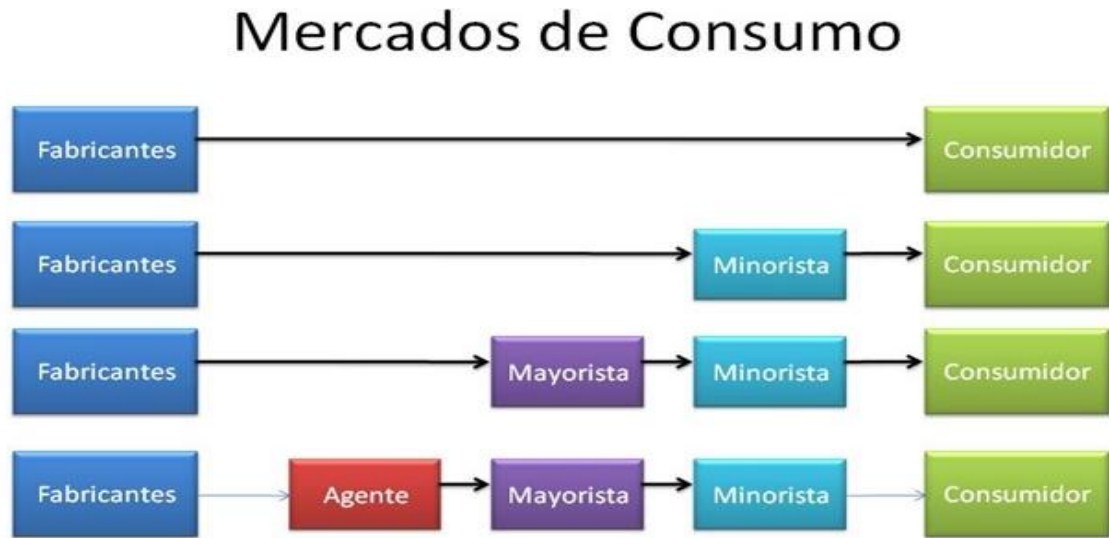 Mercados de Consumo
Fabricantes Consumidor
Fabricantes Minorista Consumidor
Fabricantes Mayorista Minorista Consumidor
Fabricantes Agente Mayorista Minorista Consumidor